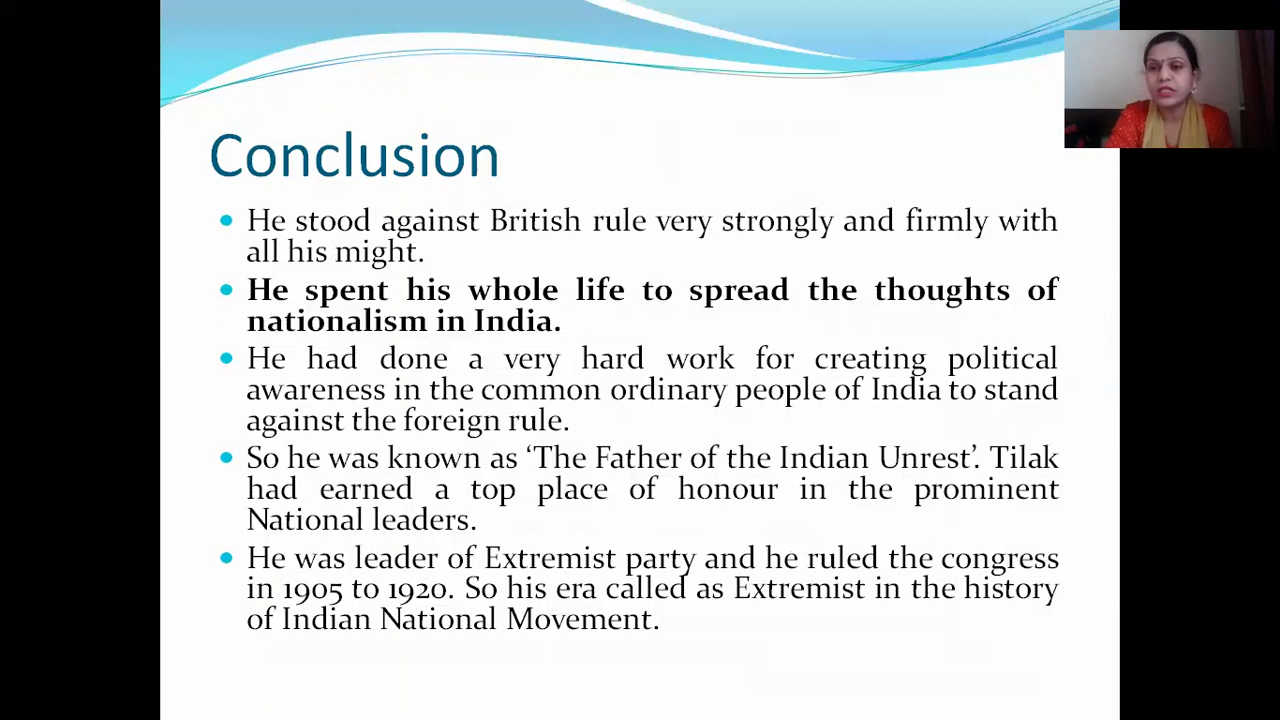 Conclusion
• He stood against British rule very strongly and firmly with
all his might.
• He spent his whole life to spread the thoughts of
nationalism in India.
• He had done a very hard work for creating political
awareness in the common ordinary people of India to stand
against the foreign rule.
• So he was known as ‘The Father of the Indian Unrest’. Tilak
had earned a top place of honour in the prominent
National leaders.
• He was leader of Extremist party and he ruled the congress
in 1905 to 1920. So his era called as Extremist in the history
of Indian National Movement.